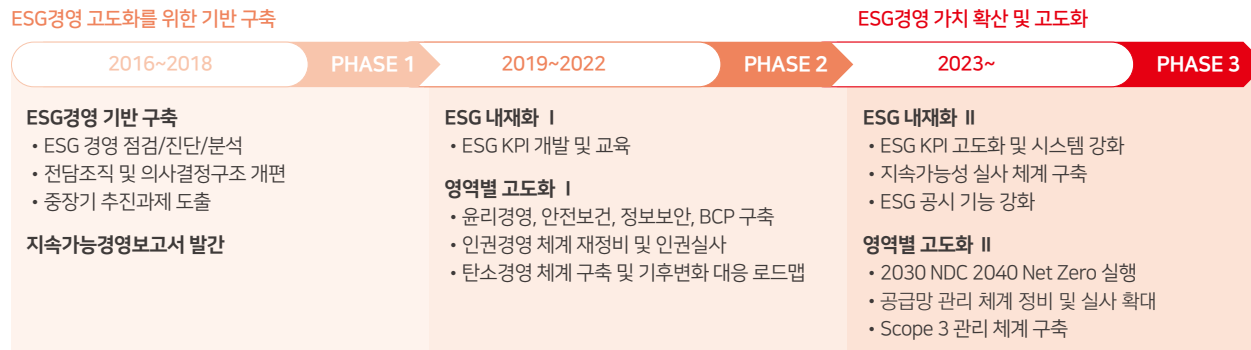 ESG경영 고도화를 위한 기반 구축
ESG경영 가치 확산 및 고도화
2016~2018
PHASE 1
2019~2022
PHASE 2
2023~
PHASE 3
ESG경영 기반 구축
• ESG 경영 점검/진단/분석
• 전담조직 및 의사결정구조 개편
• 중장기 추진과제 도출
지속가능경영보고서 발간
ESG 내재화 Ⅰ
• ESG KPI 개발 및 교육
영역별 고도화 Ⅰ
• 윤리경영, 안전보건, 정보보안, BCP 구축
• 인권경영 체계 재정비 및 인권실사
• 탄소경영 체계 구축 및 기후변화 대응 로드맵
ESG 내재화 Ⅱ
• ESG KPI 고도화 및 시스템 강화
• 지속가능성 실사 체계 구축
• ESG 공시 기능 강화
영역별 고도화 Ⅱ
• 2030 NDC 2040 Net Zero 실행
• 공급망 관리 체계 정비 및 실사 확대
• Scope 3 관리 체계 구축